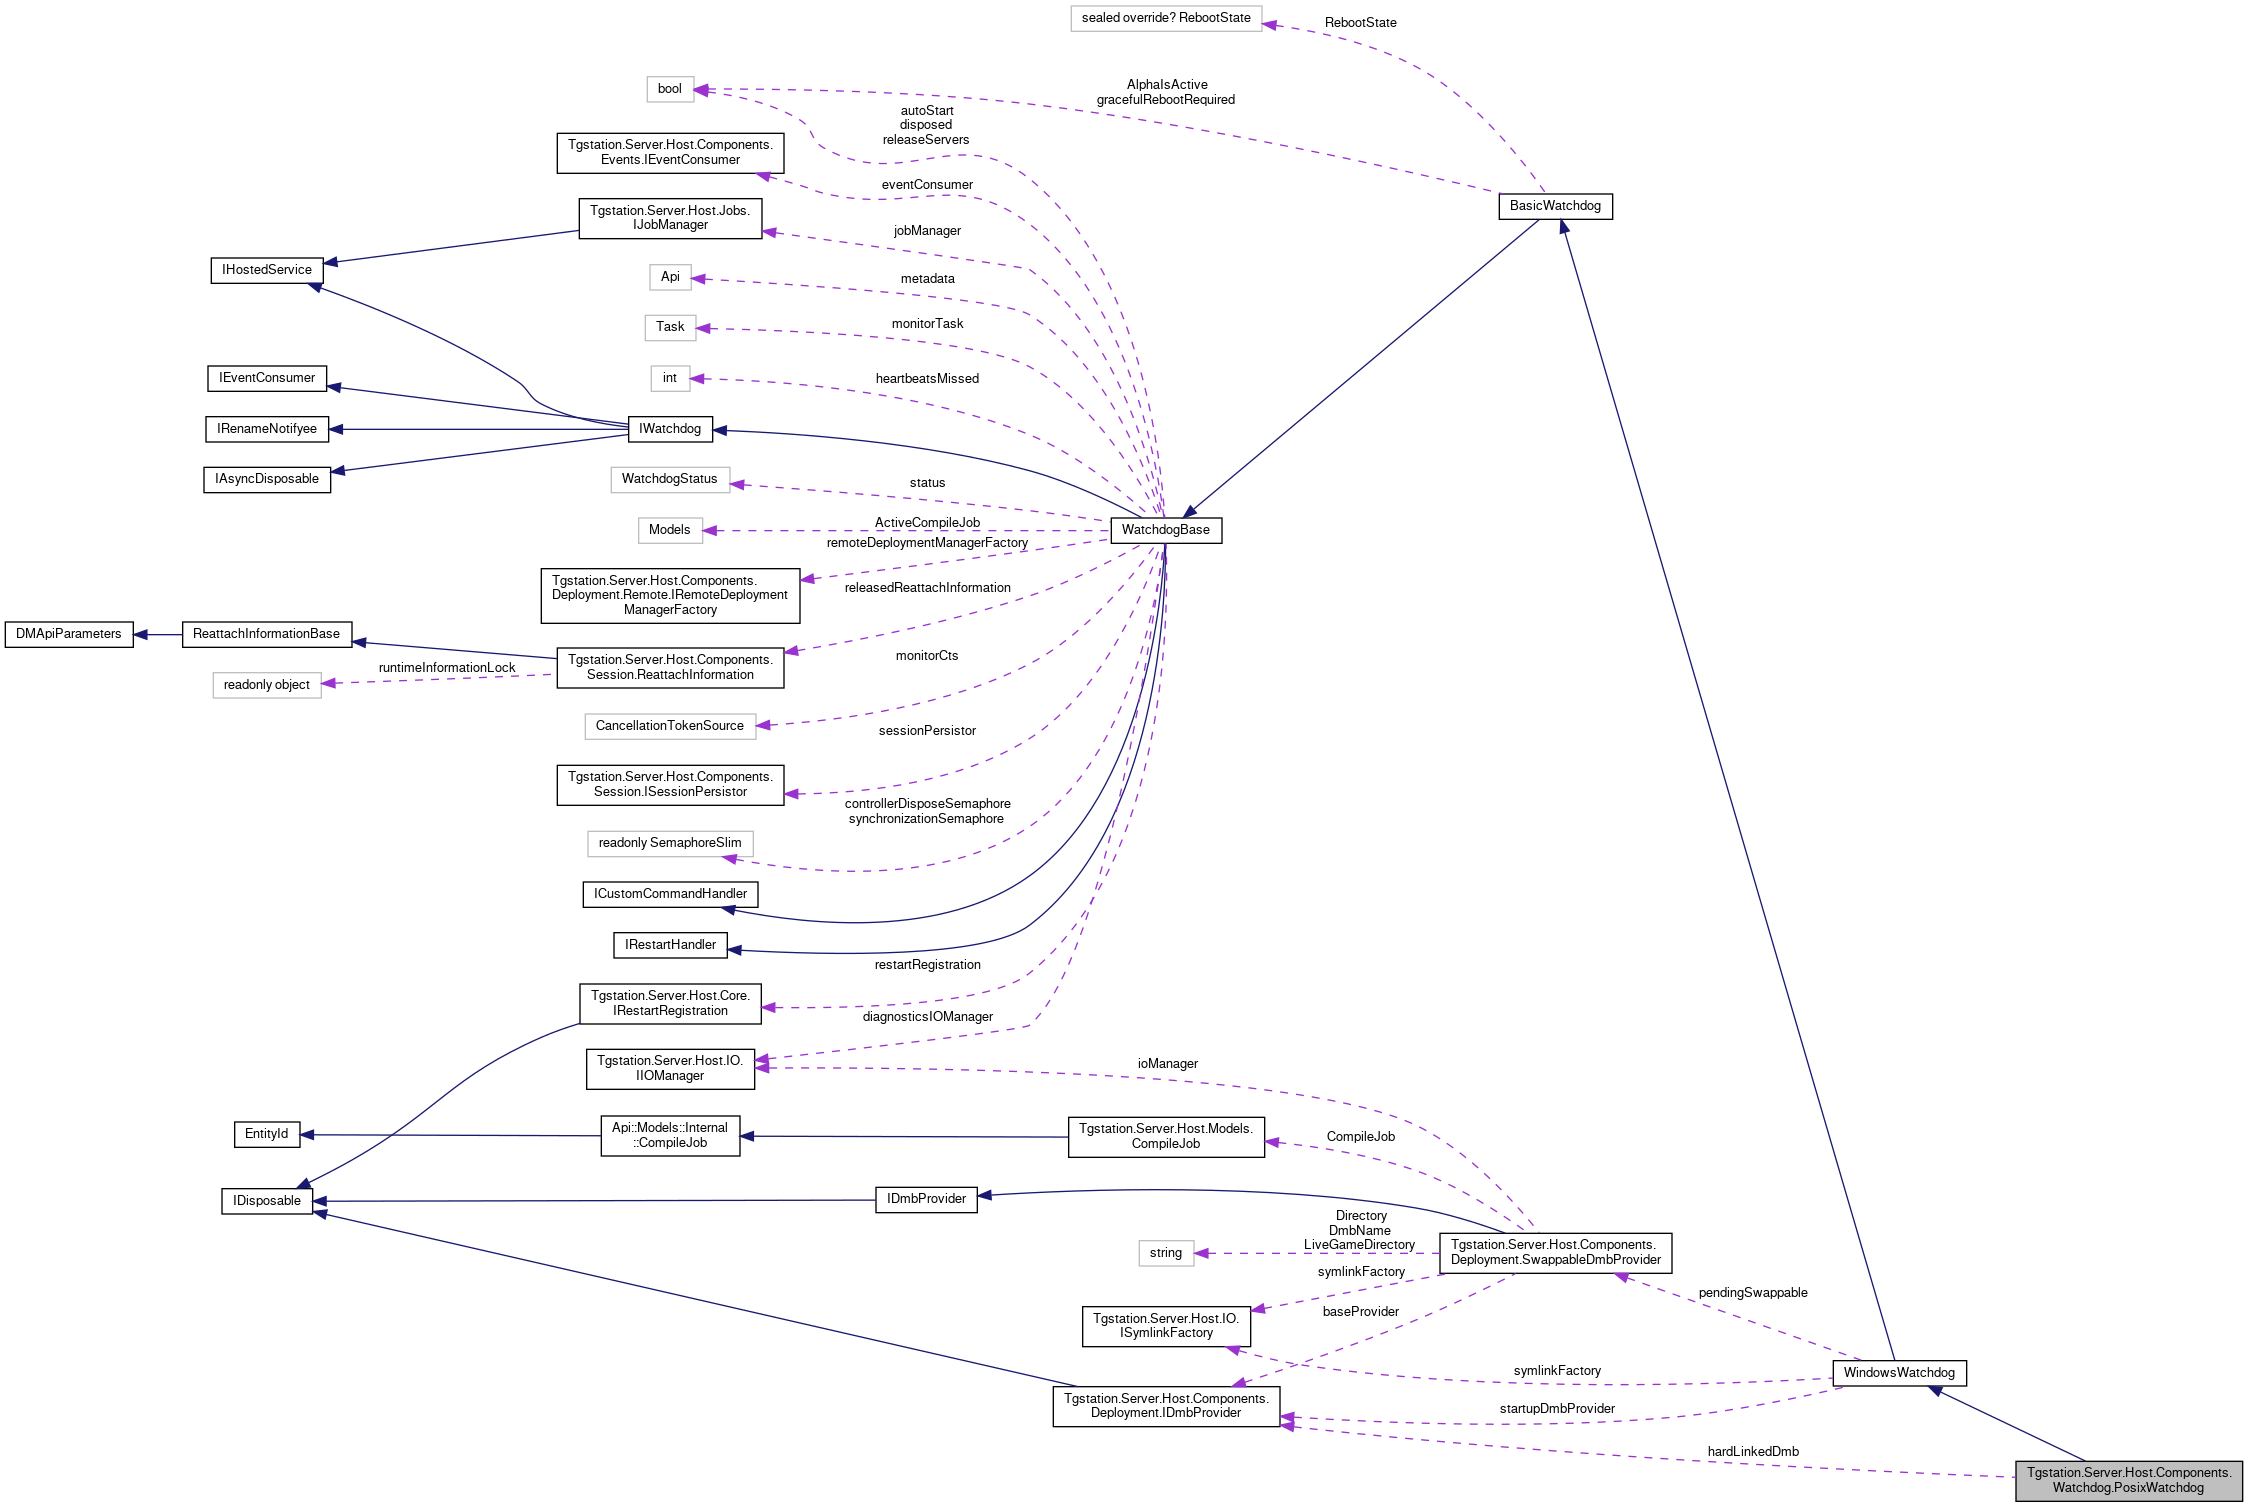 sealed override? RebootState
RebootState
bool
AlphaIsActive
gracefulRebootRequired
autoStart
disposed
releaseServers
Tgstation.Server.Host.Components.
Events.IEventConsumer
eventConsumer
BasicWatchdog
Tgstation.Server.Host.Jobs.
IJobManager
jobManager
IHostedService
Api
metadata
Task
monitorTask
IEventConsumer
int
heartbeatsMissed
IRenameNotifyee
IWatchdog
IAsyncDisposable
WatchdogStatus
status
Models
ActiveCompileJob
WatchdogBase
remoteDeploymentManagerFactory
Tgstation.Server.Host.Components.
Deployment.Remote.IRemoteDeployment
ManagerFactory
releasedReattachInformation
DMApiParameters
ReattachInformationBase
Tgstation.Server.Host.Components.
Session.ReattachInformation
runtimeInformationLock
readonly object
monitorCts
CancellationTokenSource
sessionPersistor
Tgstation.Server.Host.Components.
Session.ISessionPersistor
controllerDisposeSemaphore
synchronizationSemaphore
readonly SemaphoreSlim
ICustomCommandHandler
IRestartHandler
restartRegistration
Tgstation.Server.Host.Core.
IRestartRegistration
diagnosticsIOManager
Tgstation.Server.Host.IO.
IIOManager
ioManager
EntityId
Api::Models::Internal
::CompileJob
Tgstation.Server.Host.Models.
CompileJob
CompileJob
IDisposable
IDmbProvider
Directory
DmbName
LiveGameDirectory
string
Tgstation.Server.Host.Components.
Deployment.SwappableDmbProvider
symlinkFactory
pendingSwappable
Tgstation.Server.Host.IO.
ISymlinkFactory
baseProvider
symlinkFactory
WindowsWatchdog
Tgstation.Server.Host.Components.
Deployment.IDmbProvider
startupDmbProvider
hardLinkedDmb
Tgstation.Server.Host.Components.
Watchdog.PosixWatchdog